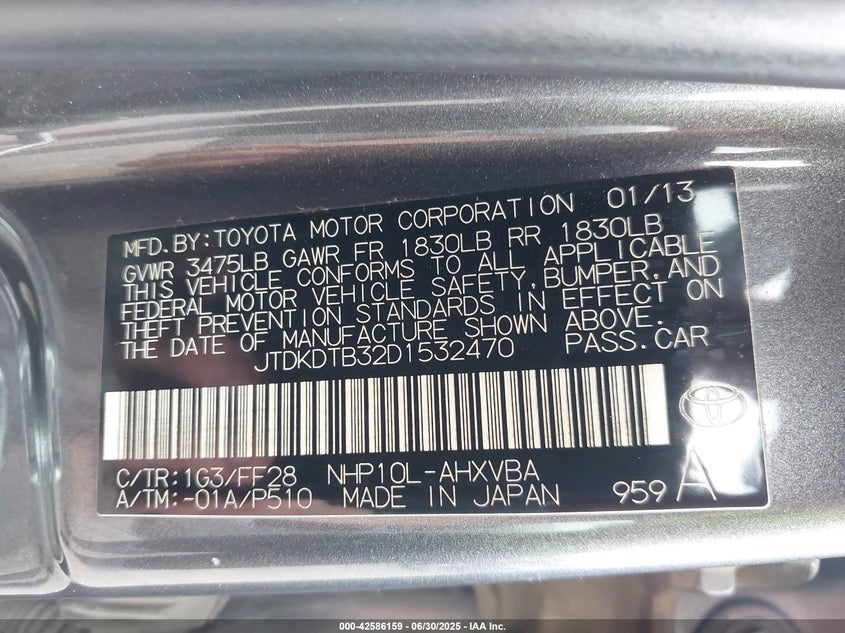 MFD. BY: TOYOTA MOTOR CORPORATION 01/13
GVWR 3475LB GAWR FR 1830LB RR 1830LB
THIS VEHICLE CONFORMS TO ALL APPLICABLE
FEDERAL MOTOR VEHICLE SAFETY, BUMPER, AND
THEFT PREVENTION STANDARDS IN EFFECT ON
THE DATE OF MANUFACTURE SHOWN ABOVE.
JTDKDTB32D1532470 PASS. CAR
C/TR: 1G3/FF28 NHP10L-AHXVBA
A/TM: -01A/P510 MADE IN JAPAN 959 A
000-42586159 - 06/30/2025 - IAA Inc.